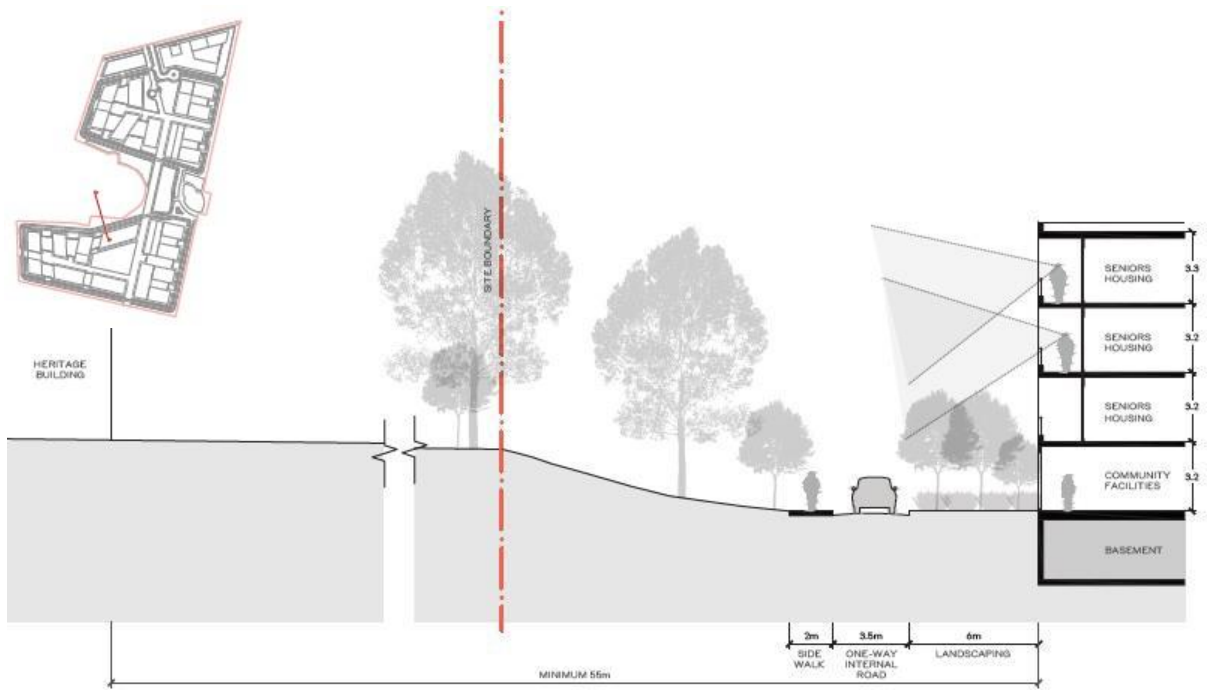 SITE BOUNDARY
HERITAGE
BUILDING
SENIORS
HOUSING
3.3
SENIORS
HOUSING
3.2
SENIORS
HOUSING
3.2
COMMUNITY
FACILITIES
3.2
BASEMENT
2m
3.5m
6m
SIDE
WALK
ONE-WAY
INTERNAL
ROAD
LANDSCAPING
MINIMUM 55m